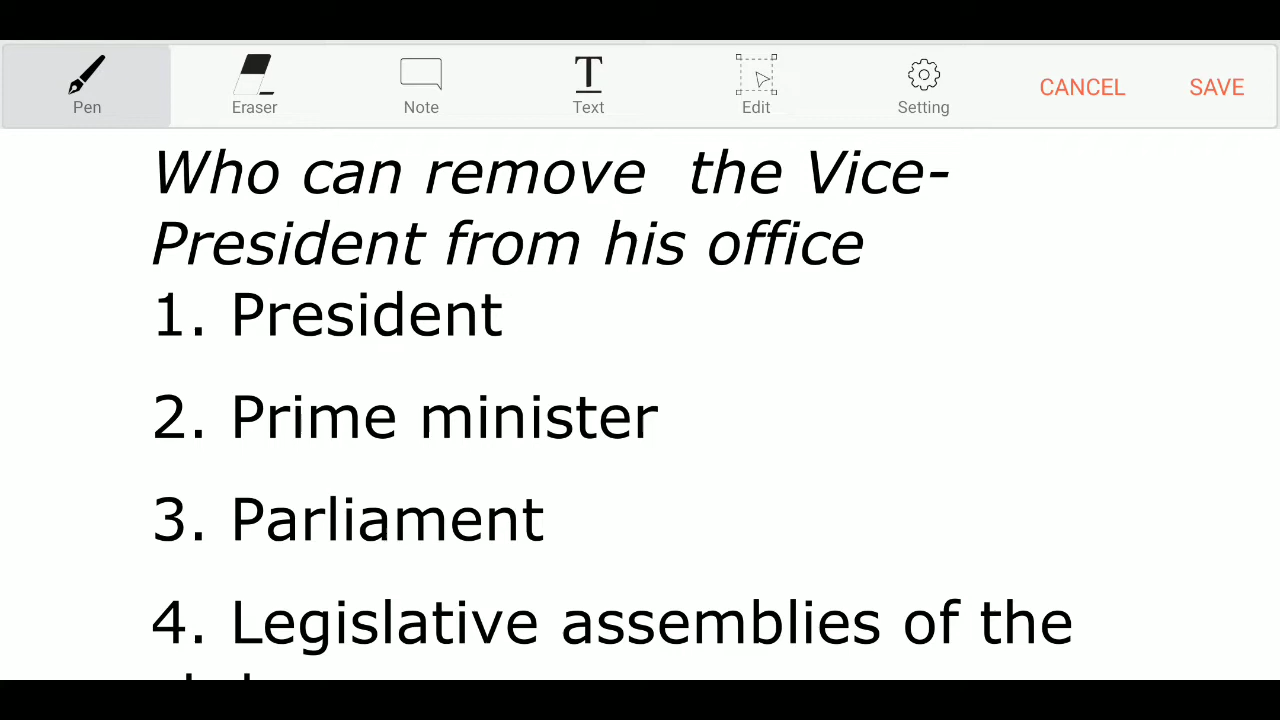 Pen Eraser Note Text Edit Setting CANCEL SAVE
Who can remove the Vice-
President from his office
1. President
2. Prime minister
3. Parliament
4. Legislative assemblies of the